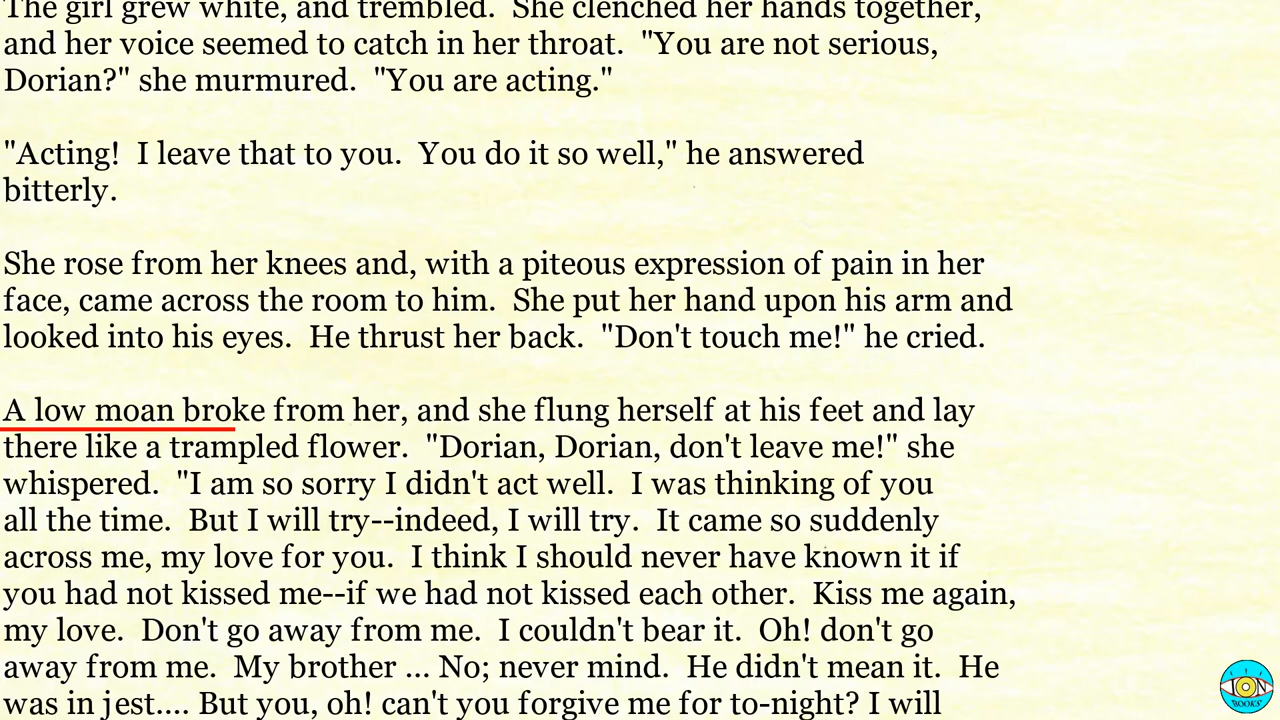 The girl grew white, and trembled.  She clenched her hands together,
and her voice seemed to catch in her throat.  "You are not serious,
Dorian?" she murmured.  "You are acting."
"Acting!  I leave that to you.  You do it so well," he answered
bitterly.
She rose from her knees and, with a piteous expression of pain in her
face, came across the room to him.  She put her hand upon his arm and
looked into his eyes.  He thrust her back.  "Don't touch me!" he cried.
A low moan broke from her, and she flung herself at his feet and lay
there like a trampled flower.  "Dorian, Dorian, don't leave me!" she
whispered.  "I am so sorry I didn't act well.  I was thinking of you
all the time.  But I will try--indeed, I will try.  It came so suddenly
across me, my love for you.  I think I should never have known it if
you had not kissed me--if we had not kissed each other.  Kiss me again,
my love.  Don't go away from me.  I couldn't bear it.  Oh! don't go
away from me.  My brother ... No; never mind.  He didn't mean it.  He
was in jest.... But you, oh! can't you forgive me for to-night? I will
ION
BOOKS